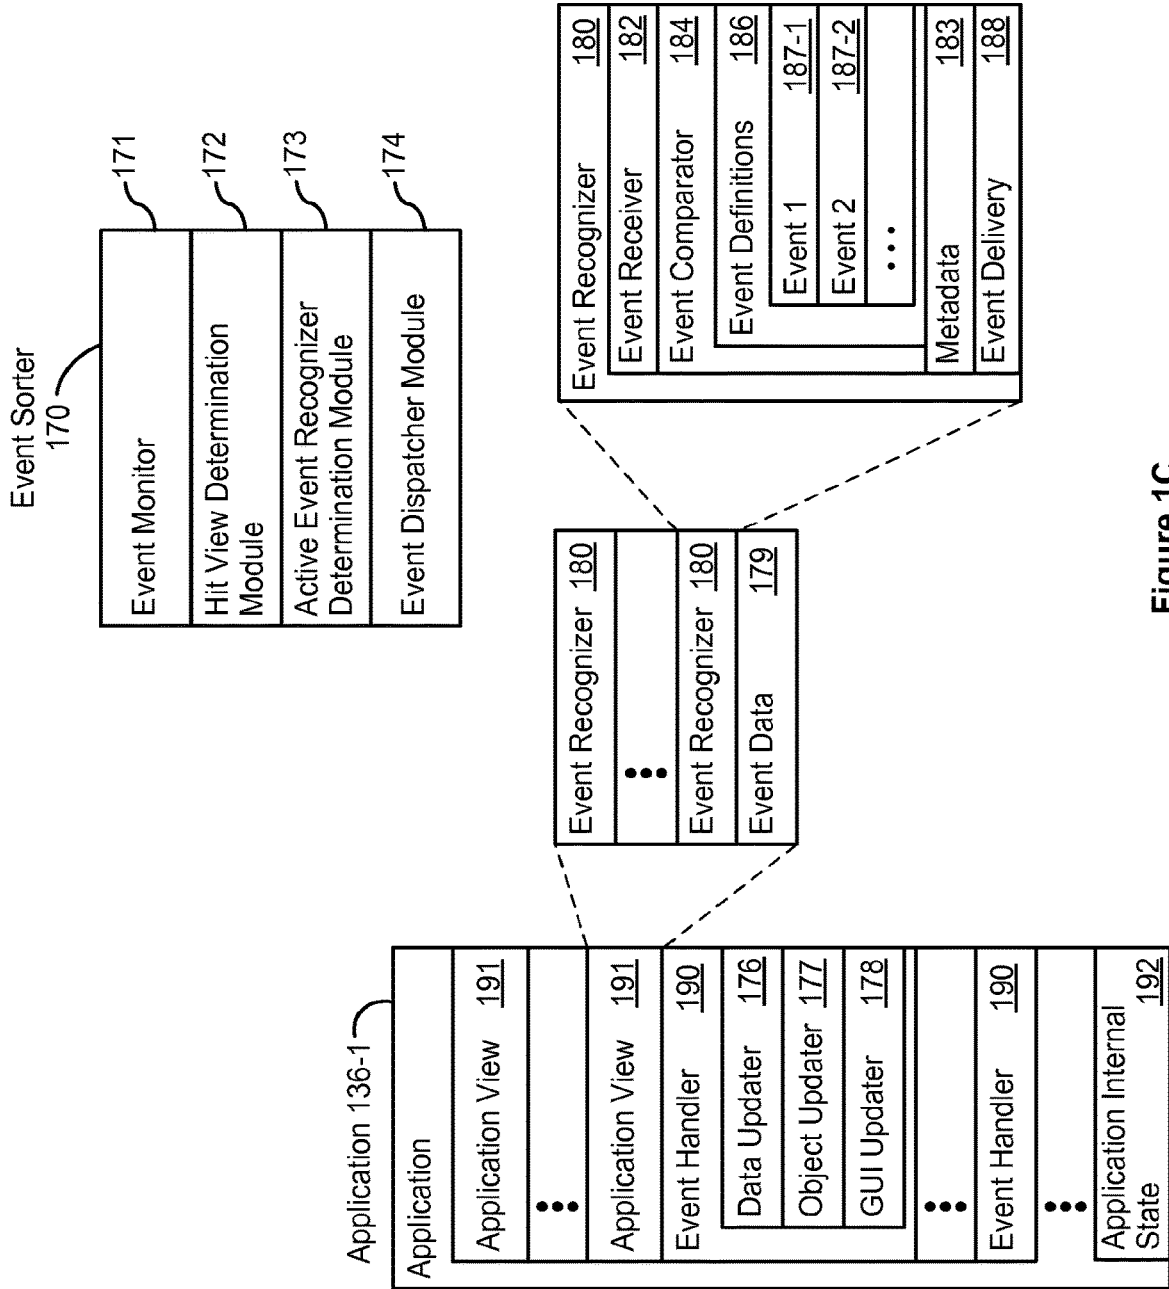 Event Sorter
170
Event Monitor
171
Hit View Determination
Module
172
Active Event Recognizer
Determination Module
173
Event Dispatcher Module
174
Application 136-1
Application
Application View 191
•••
Application View 191
Event Handler 190
Data Updater 176
Object Updater 177
GUI Updater 178
•••
Event Handler 190
•••
Application Internal
State 192
Event Recognizer 180
•••
Event Recognizer 180
Event Data 179
Event Recognizer 180
Event Receiver 182
Event Comparator 184
Event Definitions 186
Event 1 187-1
Event 2 187-2
•••
Metadata 183
Event Delivery 188
Figure 1C